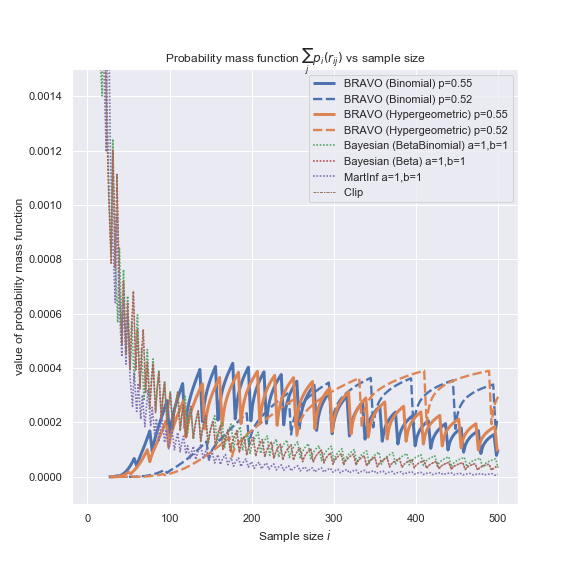 Probability mass function ∑_j p_i(r_ij) vs sample size
BRAVO (Binomial) p=0.55
BRAVO (Binomial) p=0.52
BRAVO (Hypergeometric) p=0.55
BRAVO (Hypergeometric) p=0.52
Bayesian (BetaBinomial) a=1,b=1
Bayesian (Beta) a=1,b=1
MartInf a=1,b=1
Clip
value of probability mass function
0.0014
0.0012
0.0010
0.0008
0.0006
0.0004
0.0002
0.0000
0 100 200 300 400 500
Sample size i